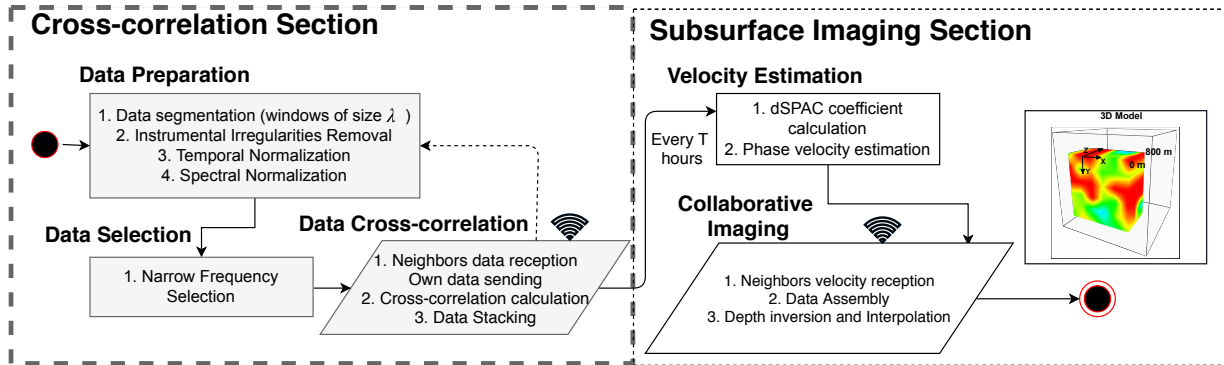 Cross-correlation Section
Data Preparation
1. Data segmentation (windows of size λ )
2. Instrumental Irregularities Removal
3. Temporal Normalization
4. Spectral Normalization
Data Selection
1. Narrow Frequency
Selection
Data Cross-correlation
1. Neighbors data reception
Own data sending
2. Cross-correlation calculation
3. Data Stacking
Every T
hours
Subsurface Imaging Section
Velocity Estimation
1. dSPAC coefficient
calculation
2. Phase velocity estimation
Collaborative
Imaging
1. Neighbors velocity reception
2. Data Assembly
3. Depth inversion and Interpolation
3D Model
Z
X
Y
800 m
0 m